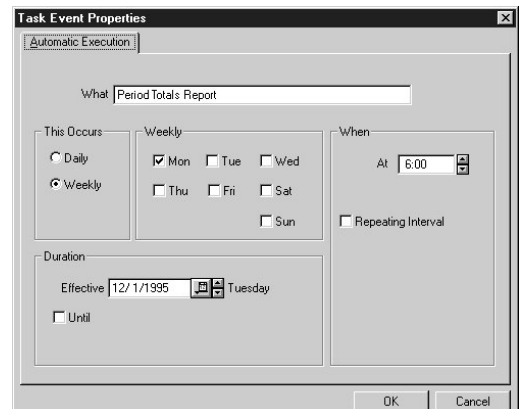 Task Event Properties
Automatic Execution
What Period Totals Report
This Occurs
Daily
Weekly
Weekly
Mon Tue Wed
Thu Fri Sat
Sun
When
At 6:00
Repeating Interval
Duration
Effective 12/ 1/1995 Tuesday
Until
OK Cancel